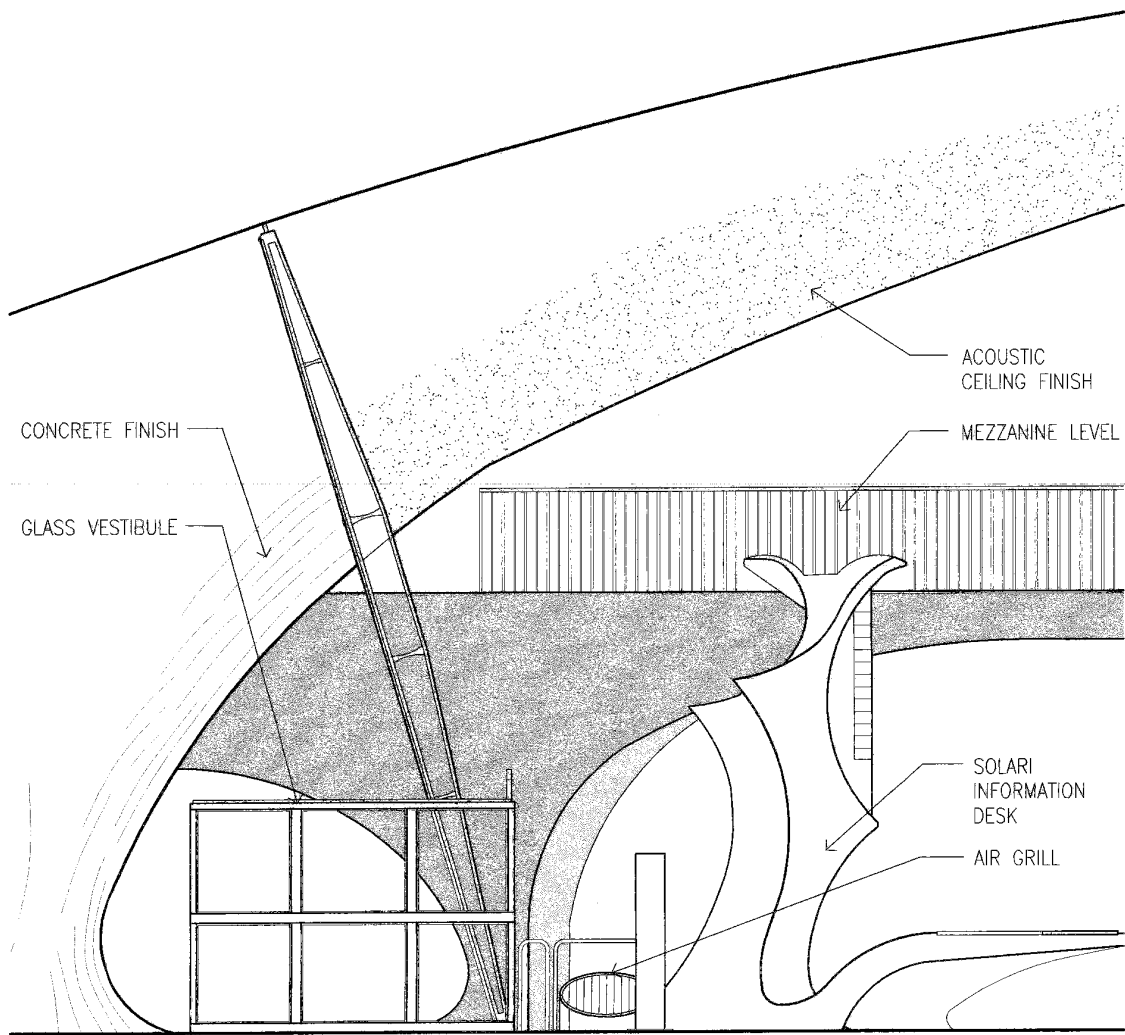 ACOUSTIC
CEILING FINISH
CONCRETE FINISH
MEZZANINE LEVEL
GLASS VESTIBULE
SOLARI
INFORMATION
DESK
AIR GRILL